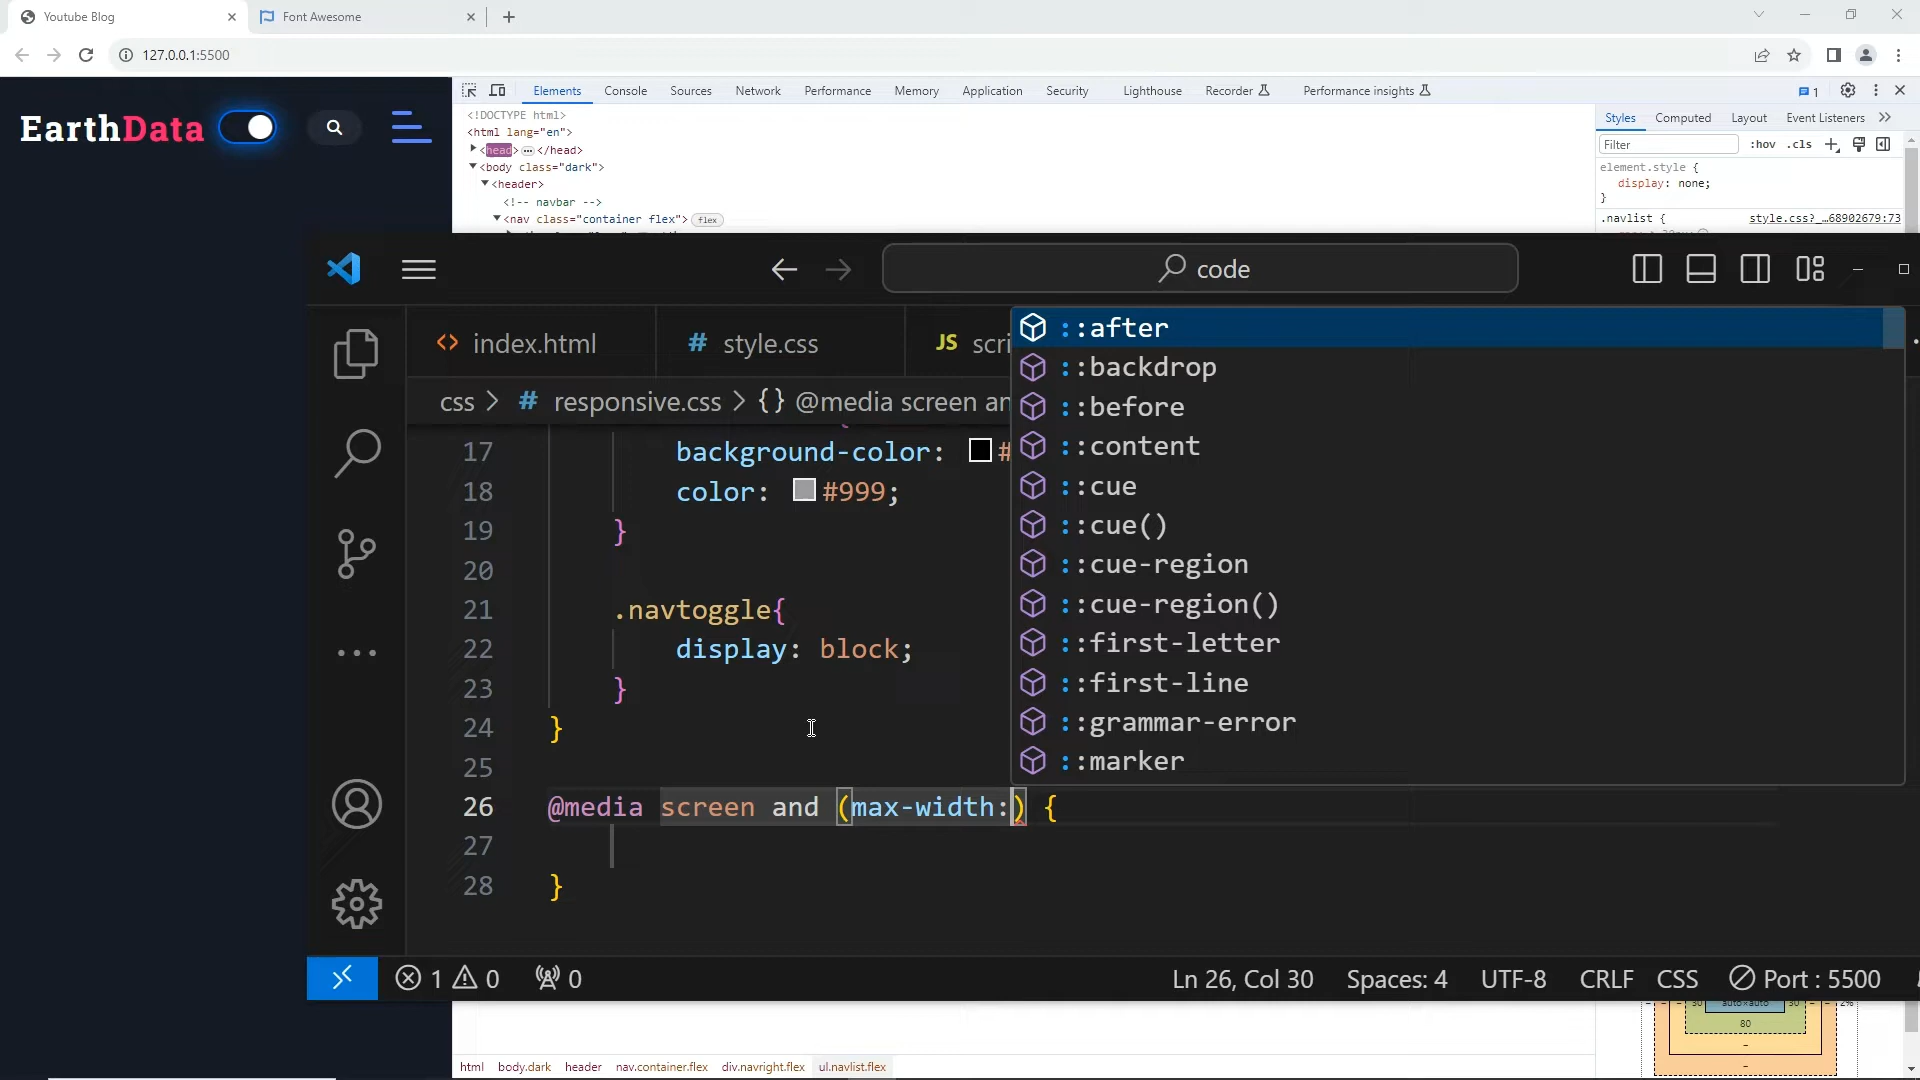 Youtube Blog
Font Awesome
127.0.0.1:5500
EarthData
Elements Console Sources Network Performance Memory Application Security Lighthouse Recorder Performance insights 1
<!DOCTYPE html>
<html lang="en">
<head> … </head>
<body class="dark">
<header>
<!-- navbar -->
<nav class="container flex"> flex
Styles Computed Layout Event Listeners
Filter :hov .cls
element.style {
display: none;
}
.navlist { style.css?_…68902679:73
code
index.html
style.css
JS scri
css > # responsive.css > {} @media screen an
17 background-color: #
18 color: #999;
19 }
20
21 .navtoggle{
22 display: block;
23 }
24 }
25
26 @media screen and (max-width:) {
27
28 }
::after
::backdrop
::before
::content
::cue
::cue()
::cue-region
::cue-region()
::first-letter
::first-line
::grammar-error
::marker
1 0 0 Ln 26, Col 30 Spaces: 4 UTF-8 CRLF CSS Port : 5500
30 auto×auto 30
80
html body.dark header nav.container.flex div.navright.flex ul.navlist.flex